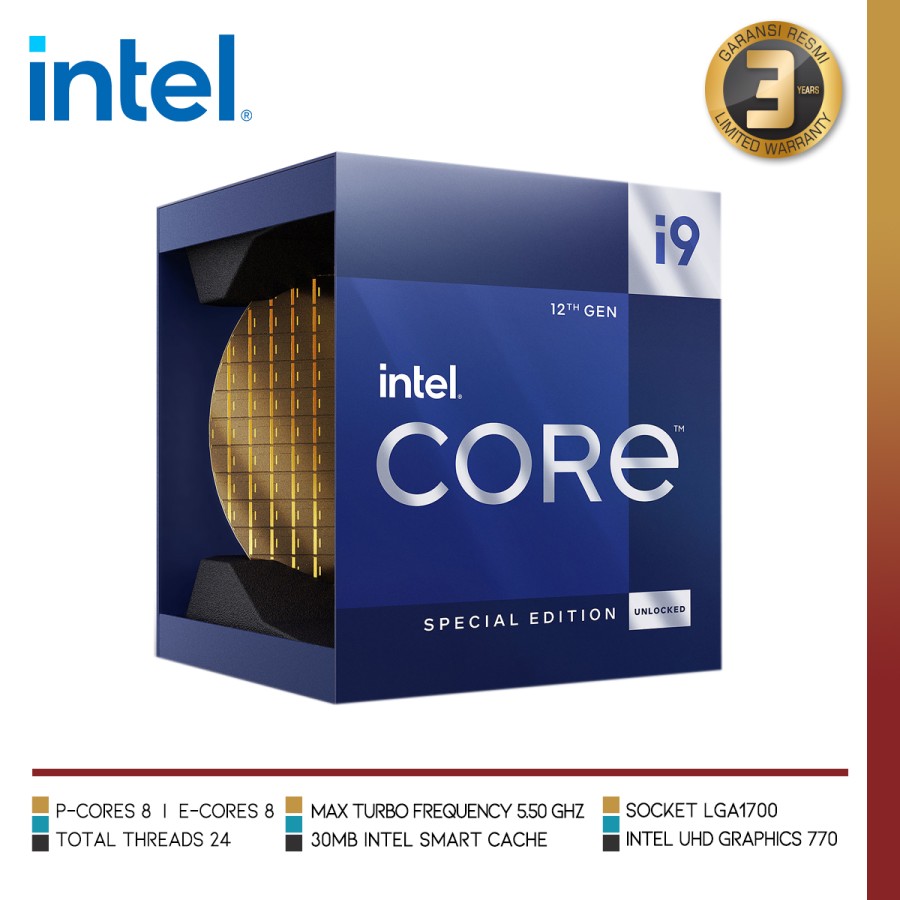 intel®
GARANSI RESMI
3 YEARS
LIMITED WARRANTY
i9
12TH GEN
intel.
CORE™
SPECIAL EDITION UNLOCKED
P-CORES 8 | E-CORES 8
TOTAL THREADS 24
MAX TURBO FREQUENCY 5.50 GHZ
30MB INTEL SMART CACHE
SOCKET LGA1700
INTEL UHD GRAPHICS 770